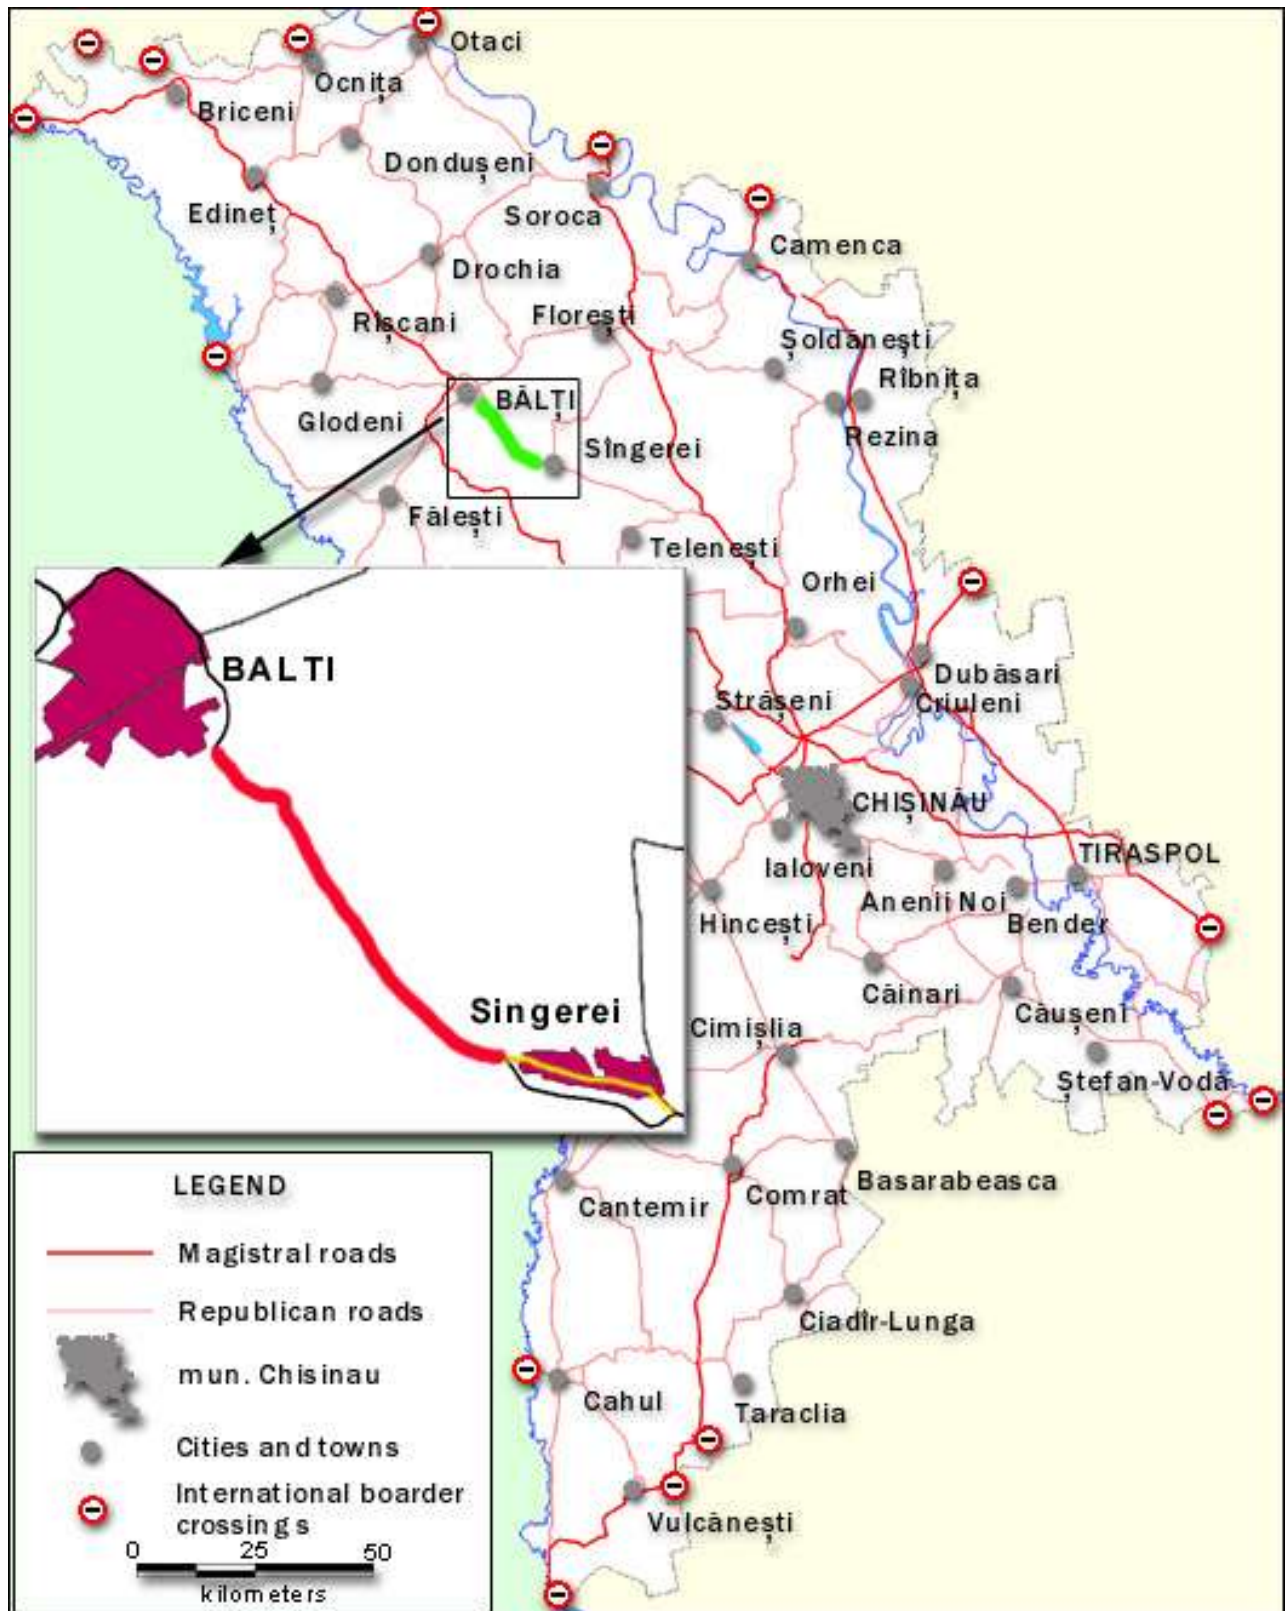 Otaci
Ocnița
Briceni
Dondușeni
Edineț
Soroca
Camenca
Drochia
Rîșcani
Florești
Șoldănești
Rîbnița
Glodeni
BĂLȚI
Rezina
Sîngerei
Fălești
Telenești
Orhei
BALTI
Dubăsari
Criuleni
Strășeni
CHIȘINĂU
Ialoveni
TIRASPOL
Anenii Noi
Hîncești
Bender
Singerei
Căinari
Căușeni
Cimișlia
Ștefan-Vodă
Basarabeasca
Cantemir
Comrat
Ciadîr-Lunga
Cahul
Taraclia
Vulcănești
LEGEND
Magistral roads
Republican roads
mun. Chisinau
Cities and towns
International boarder
crossings
0 25 50
kilometers